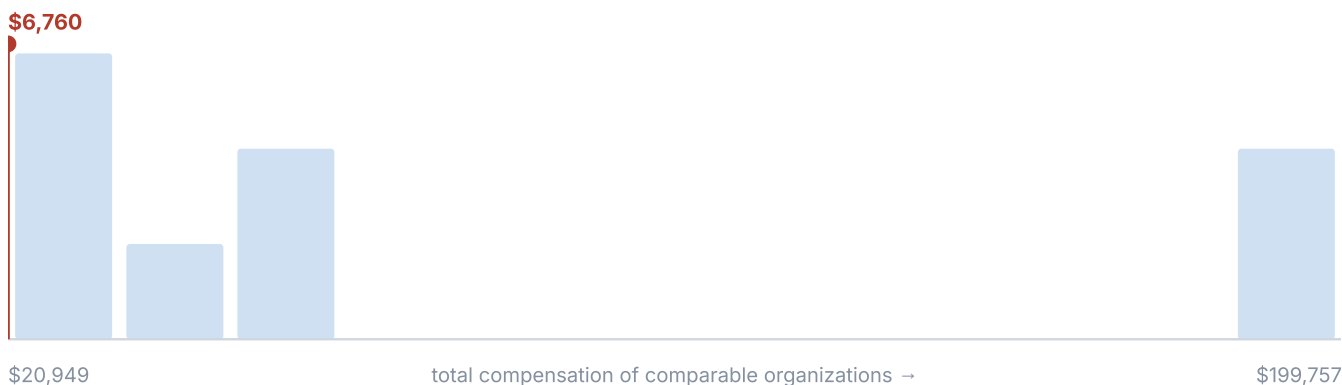 $6,760
$20,949 total compensation of comparable organizations → $199,757